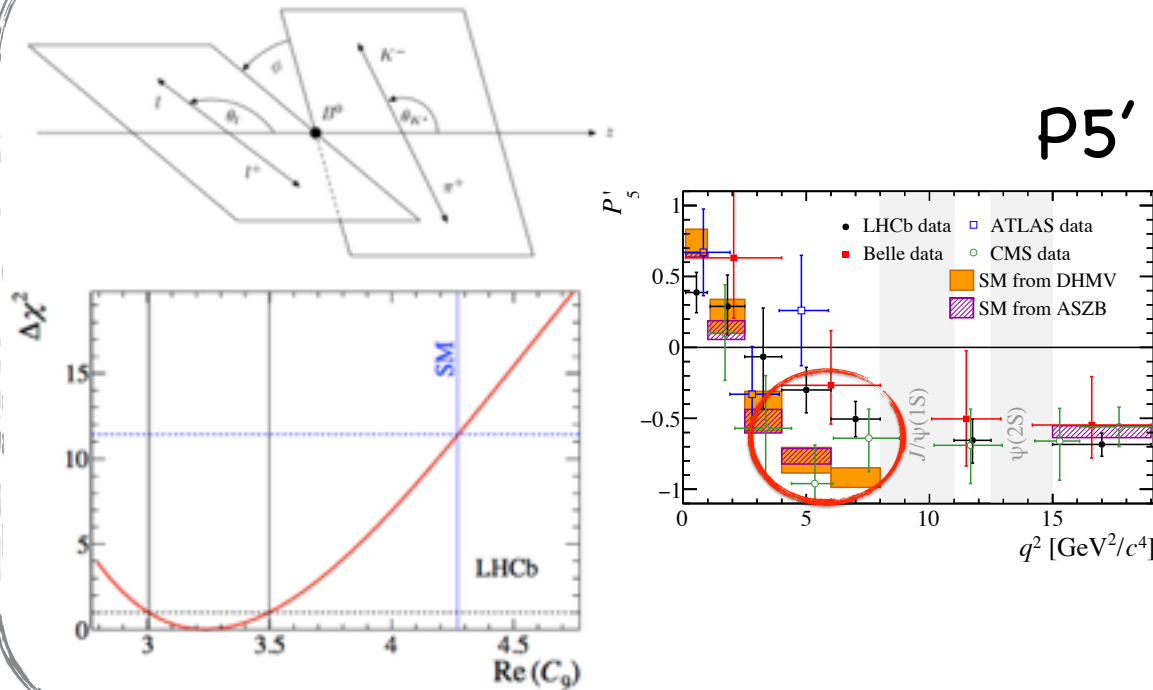 K⁻
l
θ_l
B⁰
θ_K*
z
l⁺
π⁺
P5′
Δχ²
15
10
5
0
SM
LHCb
3
3.5
4
4.5
Re (C₉)
P'₅
1
0.5
0
−0.5
−1
LHCb data
ATLAS data
Belle data
CMS data
SM from DHMV
SM from ASZB
J/ψ(1S)
ψ(2S)
0
5
10
15
q² [GeV²/c⁴]